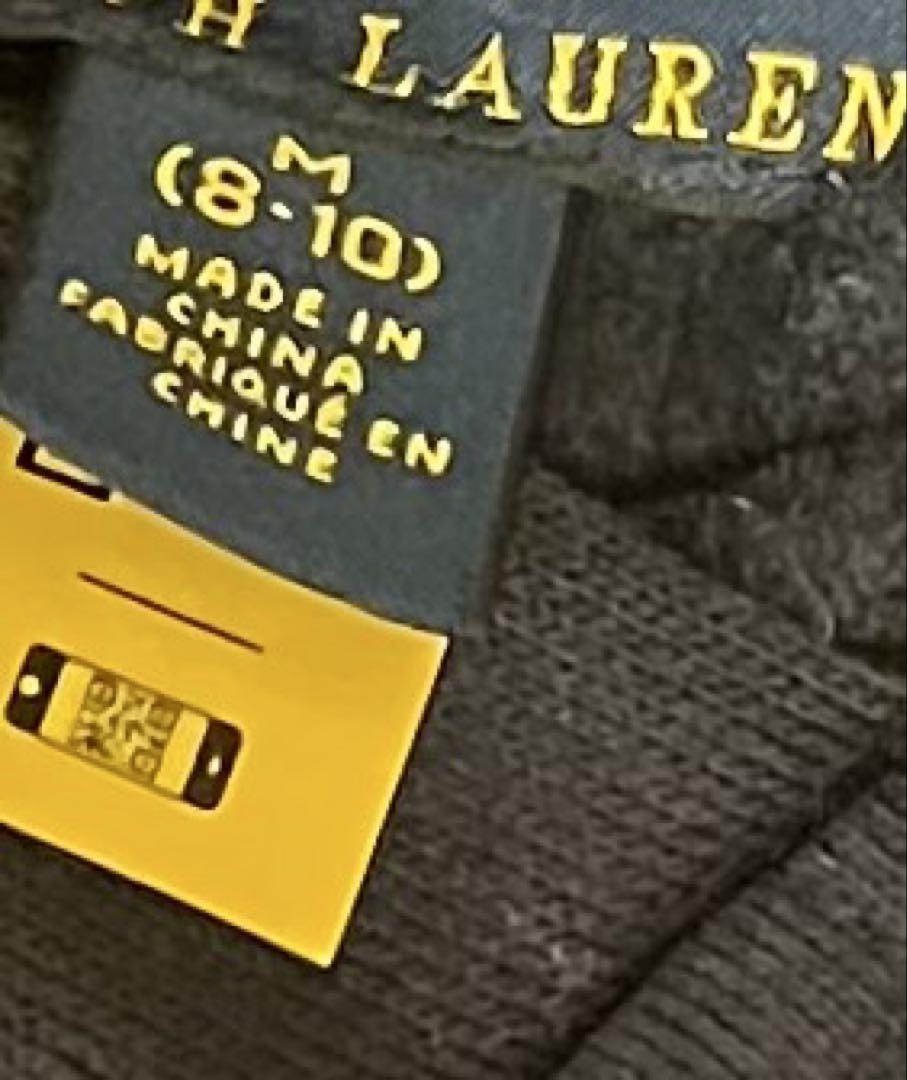 H LAUREN
M
(8-10)
MADE IN
CHINA
FABRIQUÉ EN
CHINE